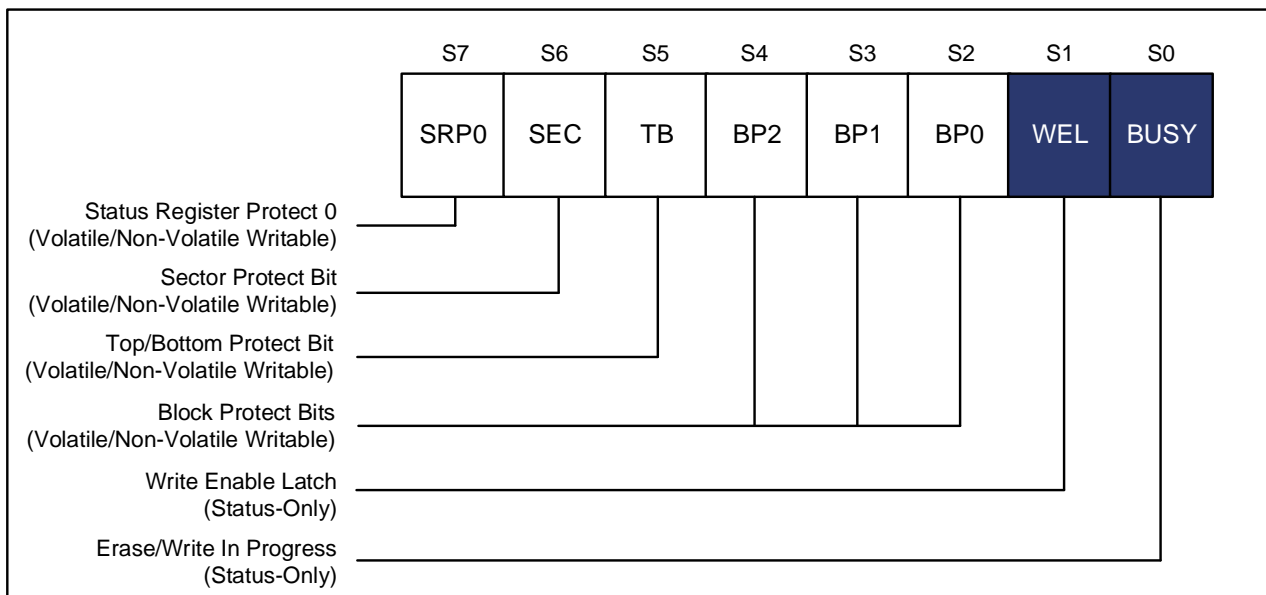 S7 S6 S5 S4 S3 S2 S1 S0
SRP0 SEC TB BP2 BP1 BP0 WEL BUSY
Status Register Protect 0
(Volatile/Non-Volatile Writable)
Sector Protect Bit
(Volatile/Non-Volatile Writable)
Top/Bottom Protect Bit
(Volatile/Non-Volatile Writable)
Block Protect Bits
(Volatile/Non-Volatile Writable)
Write Enable Latch
(Status-Only)
Erase/Write In Progress
(Status-Only)